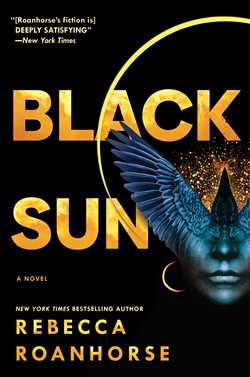 "[Roanhorse's fiction is]
DEEPLY SATISFYING"
—New York Times
BLACK
SUN
A NOVEL
NEW YORK TIMES BESTSELLING AUTHOR
REBECCA
ROANHORSE